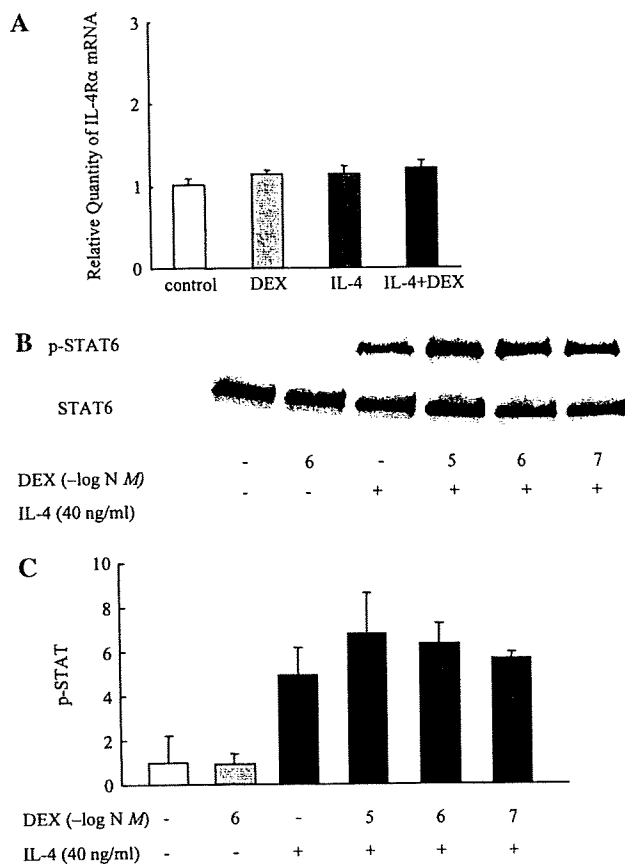 A
Relative Quantity of IL-4Rα mRNA
3
2
1
0
control DEX IL-4 IL-4+DEX
B
p-STAT6
STAT6
- 6 - 5 6 7
DEX (–log N M)
- - + + + +
IL-4 (40 ng/ml)
C
p-STAT
10
8
6
4
2
0
DEX (–log N M) - 6 - 5 6 7
IL-4 (40 ng/ml) - - + + + +